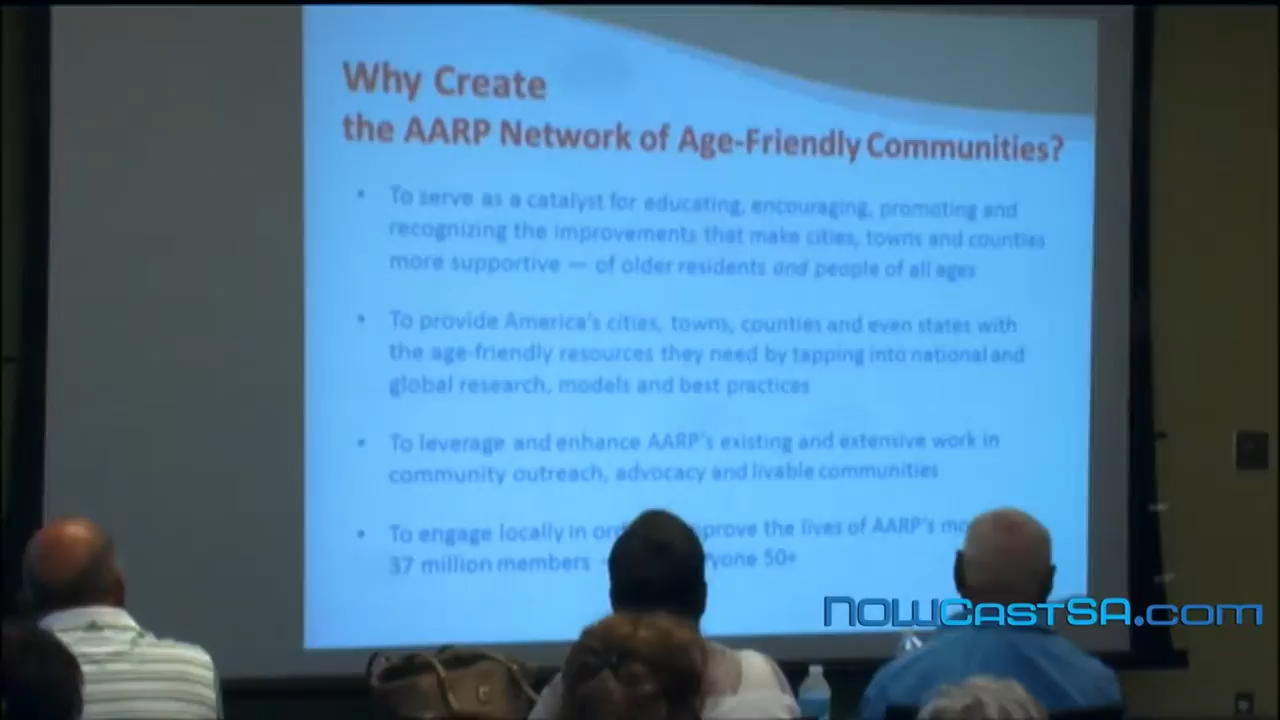 Why Create
the AARP Network of Age-Friendly Communities?
• To serve as a catalyst for educating, encouraging, promoting and
recognizing the improvements that make cities, towns and counties
more supportive — of older residents and people of all ages
• To provide America's cities, towns, counties and even states with
the age-friendly resources they need by tapping into national and
global research, models and best practices
• To leverage and enhance AARP's existing and extensive work in
community outreach, advocacy and livable communities
• To engage locally in prove the lives of AARP's
37 million members 50+
NOWCASTSA.com